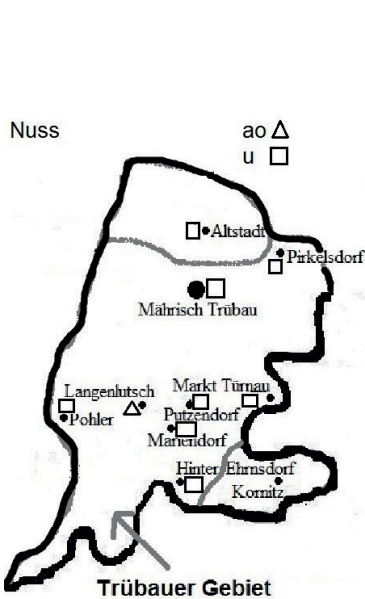 Nuss
ao
u
Altstadt
Pirkelsdorf
Mährisch Trübau
Langenlutsch
Markt Türnau
Pohler
Putzendorf
Mariendorf
Hinter Ehrnsdorf
Kornitz
Trübauer Gebiet